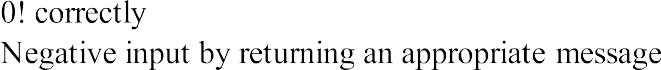 0! correctly
Negative input by returning an appropriate message